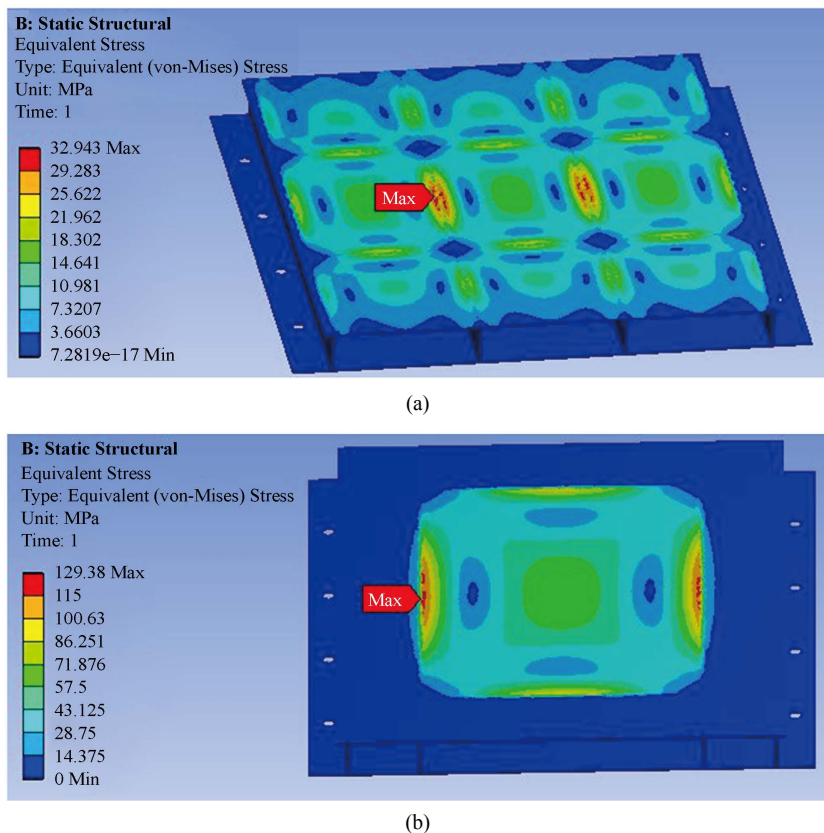 B: Static Structural
Equivalent Stress
Type: Equivalent (von-Mises) Stress
Unit: MPa
Time: 1
32.943 Max
29.283
25.622
21.962
18.302
14.641
10.981
7.3207
3.6603
7.2819e−17 Min
Max
(a)
B: Static Structural
Equivalent Stress
Type: Equivalent (von-Mises) Stress
Unit: MPa
Time: 1
129.38 Max
115
100.63
86.251
71.876
57.5
43.125
28.75
14.375
0 Min
Max
(b)